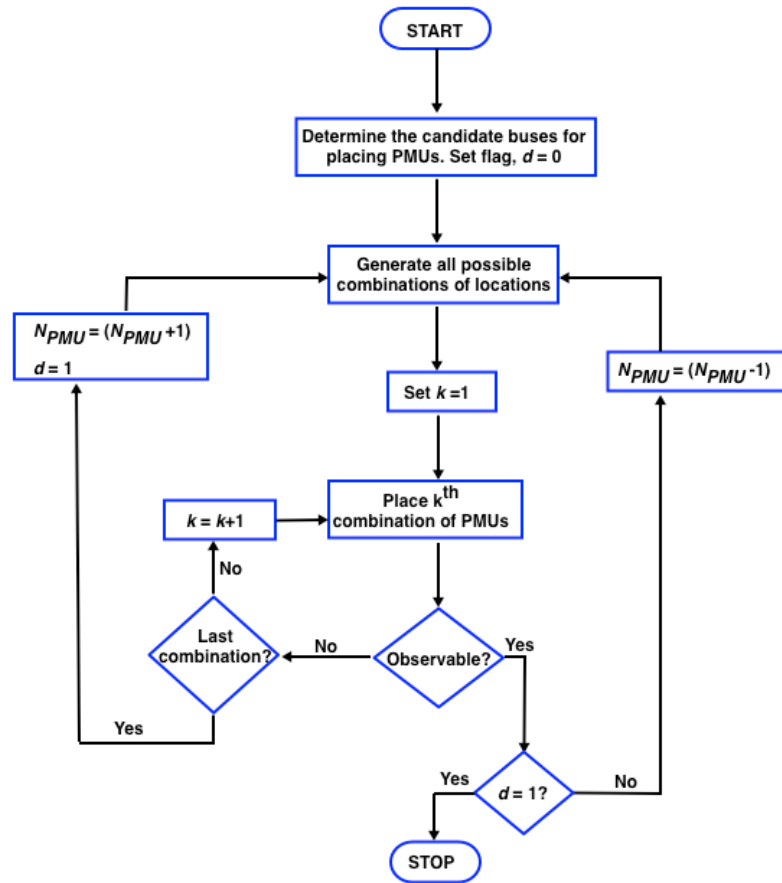 START
Determine the candidate buses for
placing PMUs. Set flag, d = 0
Generate all possible
combinations of locations
N_PMU = (N_PMU +1)
d = 1
N_PMU = (N_PMU -1)
Set k =1
Place k^th
combination of PMUs
k = k+1
No
Last
combination?
No
Observable?
Yes
Yes
Yes
d = 1?
No
STOP